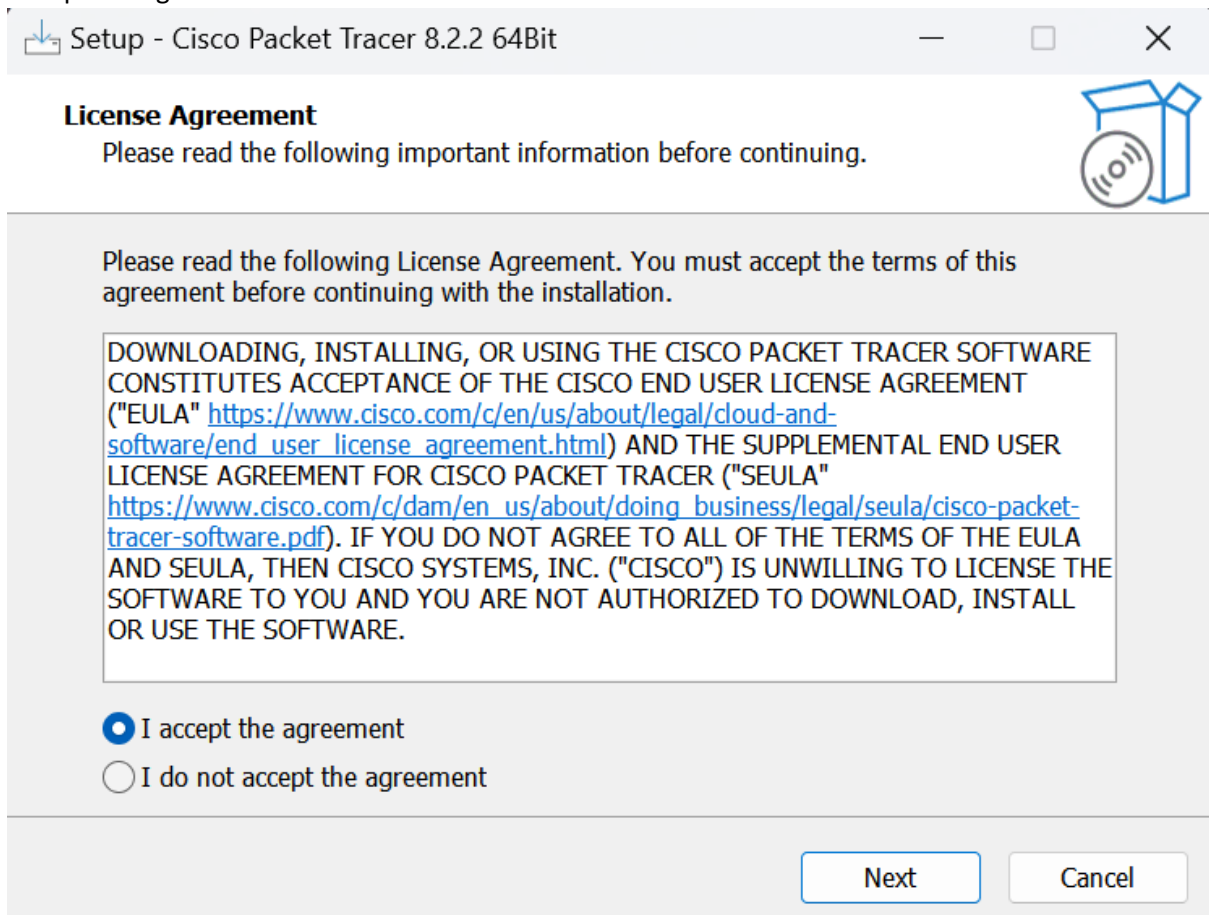 Setup - Cisco Packet Tracer 8.2.2 64Bit
License Agreement
Please read the following important information before continuing.
Please read the following License Agreement. You must accept the terms of this
agreement before continuing with the installation.
DOWNLOADING, INSTALLING, OR USING THE CISCO PACKET TRACER SOFTWARE
CONSTITUTES ACCEPTANCE OF THE CISCO END USER LICENSE AGREEMENT
("EULA" https://www.cisco.com/c/en/us/about/legal/cloud-and-
software/end_user_license_agreement.html) AND THE SUPPLEMENTAL END USER
LICENSE AGREEMENT FOR CISCO PACKET TRACER ("SEULA"
https://www.cisco.com/c/dam/en_us/about/doing_business/legal/seula/cisco-packet-
tracer-software.pdf). IF YOU DO NOT AGREE TO ALL OF THE TERMS OF THE EULA
AND SEULA, THEN CISCO SYSTEMS, INC. ("CISCO") IS UNWILLING TO LICENSE THE
SOFTWARE TO YOU AND YOU ARE NOT AUTHORIZED TO DOWNLOAD, INSTALL
OR USE THE SOFTWARE.
I accept the agreement
I do not accept the agreement
Next Cancel